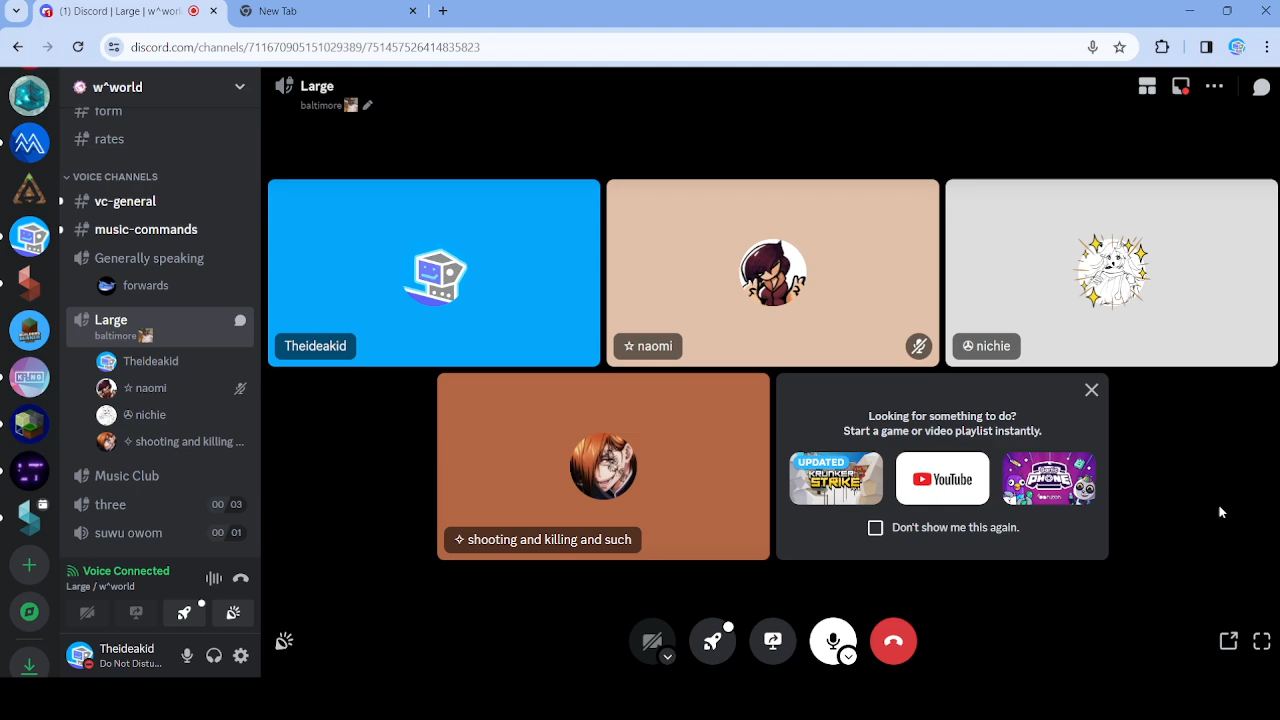 (1) Discord | Large | w^worl
New Tab
discord.com/channels/711670905151029389/751457526414835823
w^world
form
rates
VOICE CHANNELS
vc-general
music-commands
Generally speaking
forwards
Large
baltimore
Theideakid
☆ naomi
✇ nichie
✧ shooting and killing ...
Music Club
three 00 03
suwu owom 00 01
Voice Connected
Large / w^world
Theideakid
Do Not Distu...
Large
baltimore
Theideakid
☆ naomi
✇ nichie
✧ shooting and killing and such
Looking for something to do?
Start a game or video playlist instantly.
UPDATED
KRUNKER
STRIKE
YouTube
PHONE
Don't show me this again.